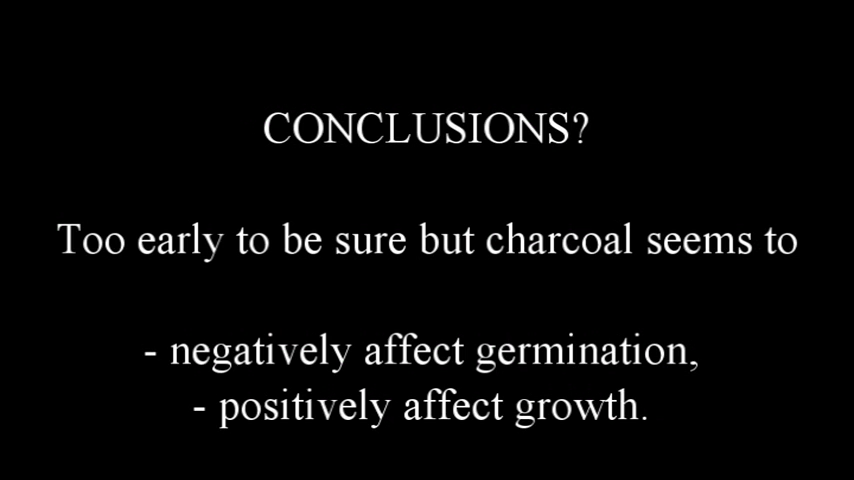 CONCLUSIONS?
Too early to be sure but charcoal seems to
- negatively affect germination,
- positively affect growth.